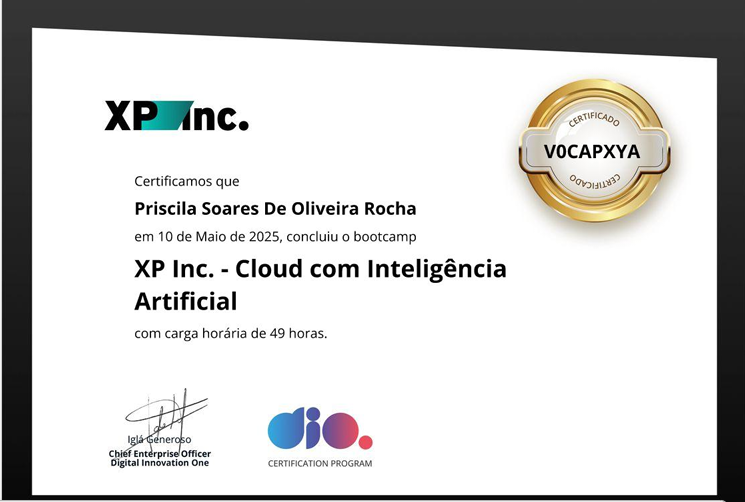 XP Inc.
CERTIFICADO
V0CAPXYA
CERTIFICADO
Certificamos que
Priscila Soares De Oliveira Rocha
em 10 de Maio de 2025, concluiu o bootcamp
XP Inc. - Cloud com Inteligência
Artificial
com carga horária de 49 horas.
Iglá Generoso
Chief Enterprise Officer
Digital Innovation One
dio.
CERTIFICATION PROGRAM